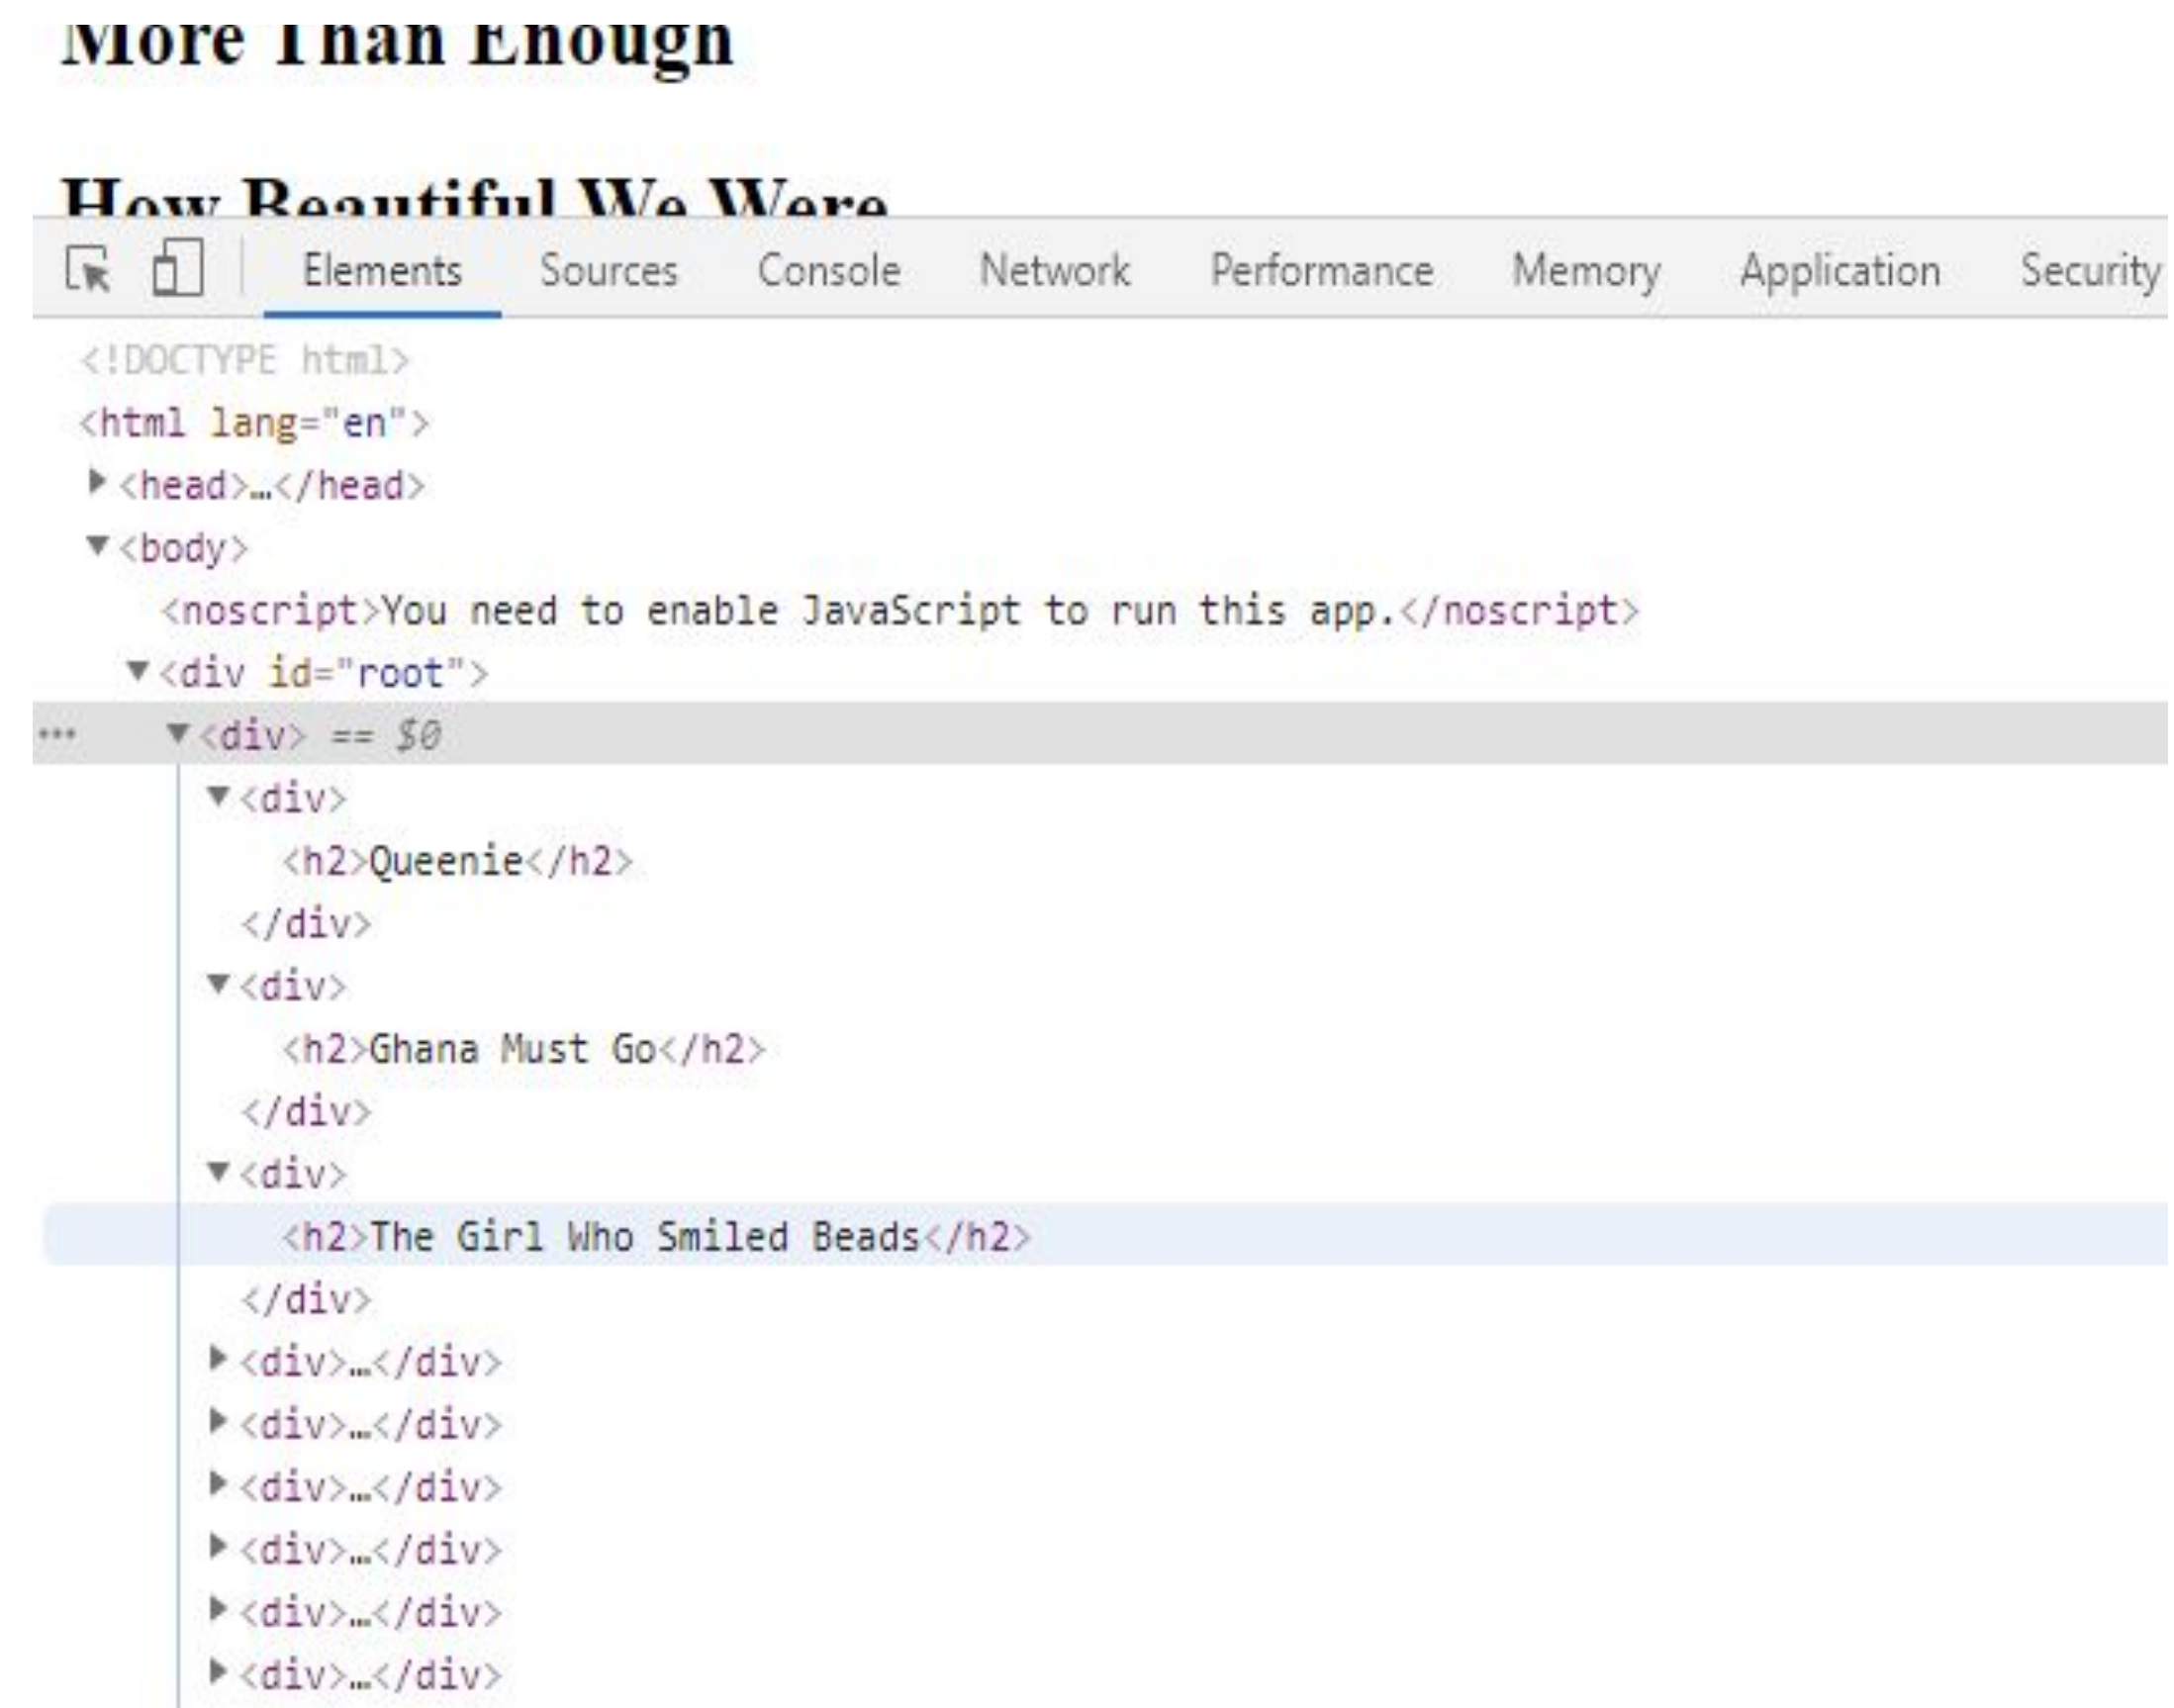 More Than Enough
How Beautiful We Were
Elements Sources Console Network Performance Memory Application Security
<!DOCTYPE html>
<html lang="en">
<head>…</head>
<body>
<noscript>You need to enable JavaScript to run this app.</noscript>
<div id="root">
<div> == $0
<div>
<h2>Queenie</h2>
</div>
<div>
<h2>Ghana Must Go</h2>
</div>
<div>
<h2>The Girl Who Smiled Beads</h2>
</div>
<div>…</div>
<div>…</div>
<div>…</div>
<div>…</div>
<div>…</div>
<div>…</div>